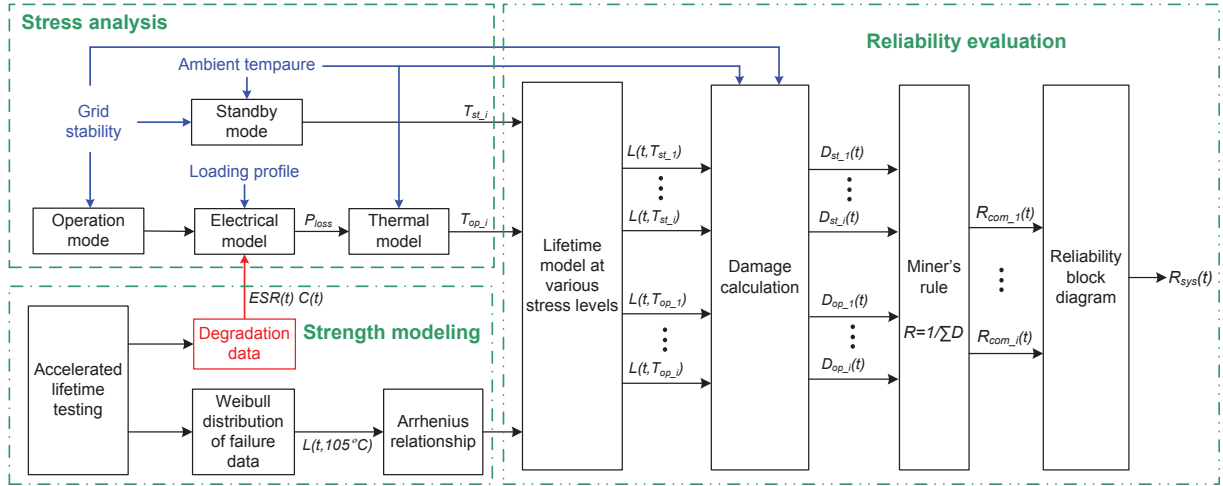 Stress analysis
Ambient tempaure
Grid
stability
Standby
mode
T_st_i
Loading profile
Operation
mode
Electrical
model
P_loss
Thermal
model
T_op_i
ESR(t) C(t)
Strength modeling
Accelerated
lifetime
testing
Degradation
data
Weibull
distribution
of failure
data
L(t,105°C)
Arrhenius
relationship
Reliability evaluation
Lifetime
model at
various
stress levels
L(t,T_st_1)
L(t,T_st_i)
L(t,T_op_1)
L(t,T_op_i)
Damage
calculation
D_st_1(t)
D_st_i(t)
D_op_1(t)
D_op_i(t)
Miner's
rule
R=1/∑D
R_com_1(t)
R_com_i(t)
Reliability
block
diagram
R_sys(t)